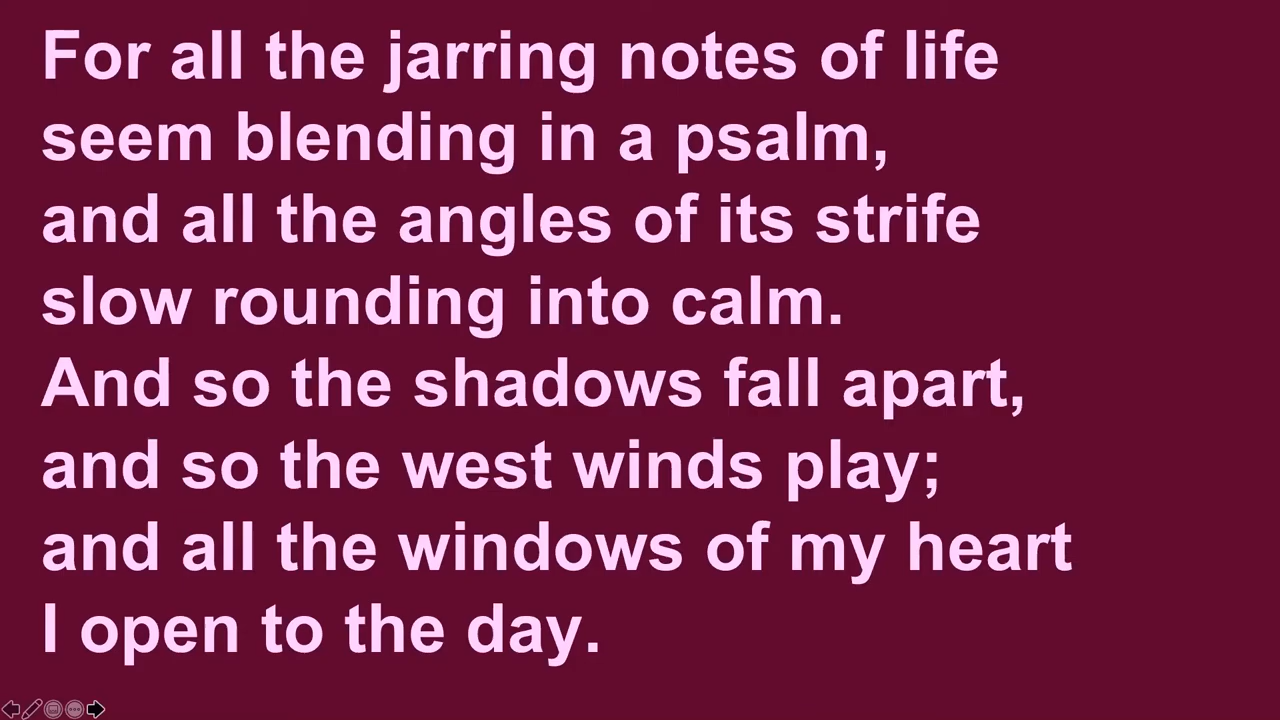 For all the jarring notes of life
seem blending in a psalm,
and all the angles of its strife
slow rounding into calm.
And so the shadows fall apart,
and so the west winds play;
and all the windows of my heart
I open to the day.